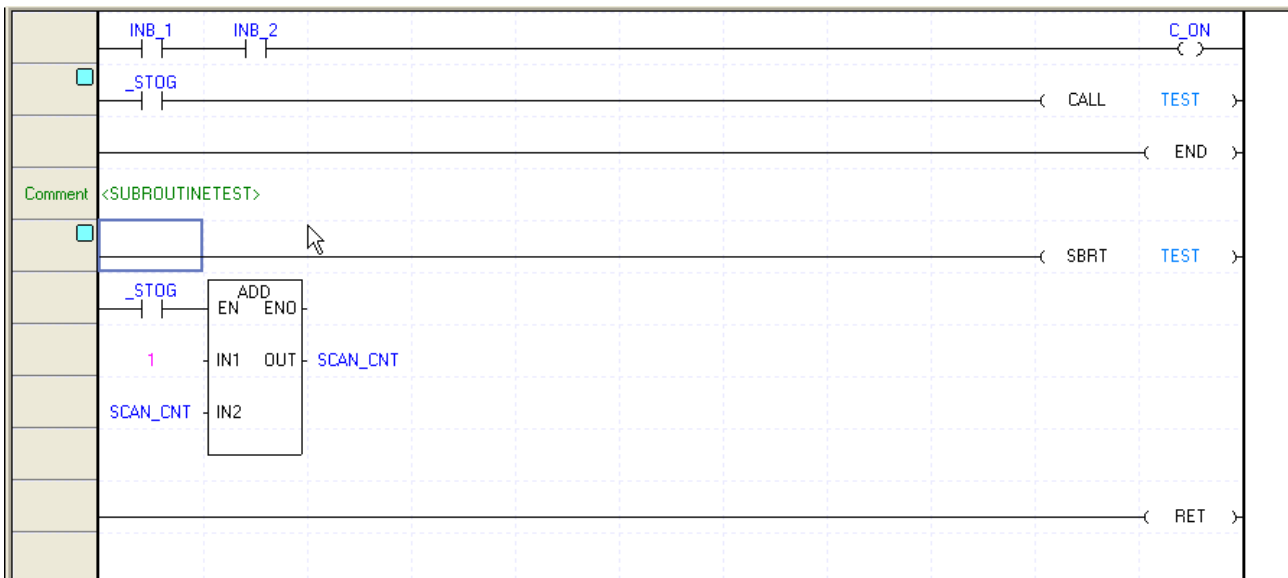 INB_1 INB_2 C_ON
_STOG CALL TEST
END
Comment <SUBROUTINETEST>
SBRT TEST
_STOG ADD
EN ENO
1 IN1 OUT SCAN_CNT
SCAN_CNT IN2
RET